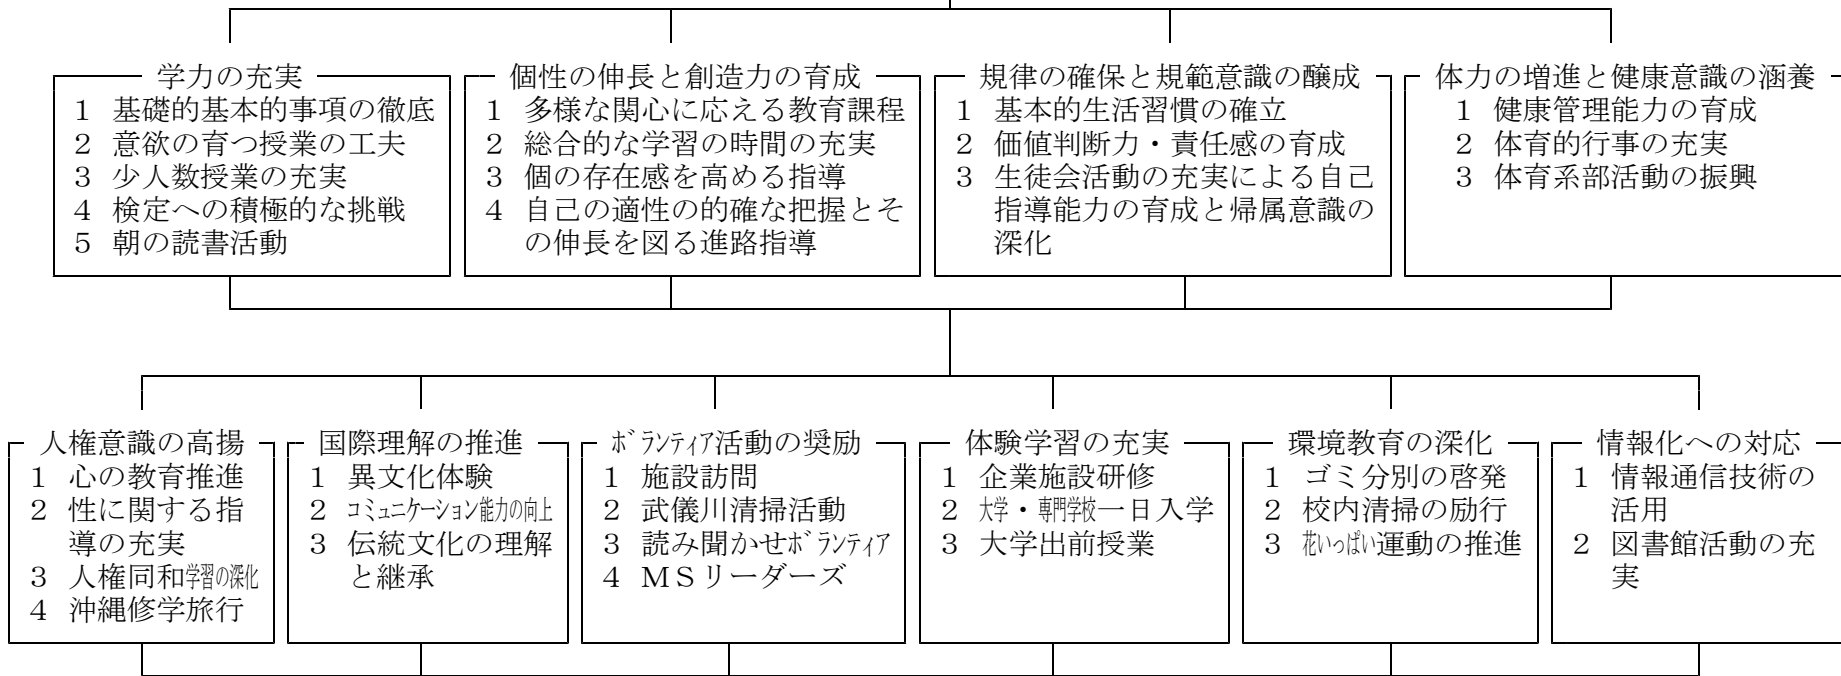 学力の充実
1 基礎的基本的事項の徹底
2 意欲の育つ授業の工夫
3 少人数授業の充実
4 検定への積極的な挑戦
5 朝の読書活動
個性の伸長と創造力の育成
1 多様な関心に応える教育課程
2 総合的な学習の時間の充実
3 個の存在感を高める指導
4 自己の適性の的確な把握とそ
の伸長を図る進路指導
規律の確保と規範意識の醸成
1 基本的生活習慣の確立
2 価値判断力・責任感の育成
3 生徒会活動の充実による自己
指導能力の育成と帰属意識の
深化
体力の増進と健康意識の涵養
1 健康管理能力の育成
2 体育的行事の充実
3 体育系部活動の振興
人権意識の高揚
1 心の教育推進
2 性に関する指
導の充実
3 人権同和学習の深化
4 沖縄修学旅行
国際理解の推進
1 異文化体験
2 コミュニケーション能力の向上
3 伝統文化の理解
と継承
ボランティア活動の奨励
1 施設訪問
2 武儀川清掃活動
3 読み聞かせボランティア
4 MSリーダーズ
体験学習の充実
1 企業施設研修
2 大学・専門学校一日入学
3 大学出前授業
環境教育の深化
1 ゴミ分別の啓発
2 校内清掃の励行
3 花いっぱい運動の推進
情報化への対応
1 情報通信技術の
活用
2 図書館活動の充
実